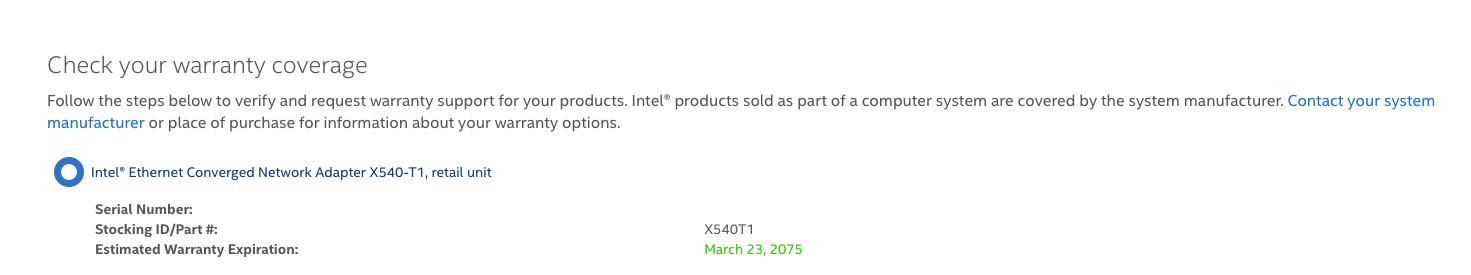 Check your warranty coverage
Follow the steps below to verify and request warranty support for your products. Intel® products sold as part of a computer system are covered by the system manufacturer. Contact your system
manufacturer or place of purchase for information about your warranty options.
Intel® Ethernet Converged Network Adapter X540-T1, retail unit
Serial Number:
Stocking ID/Part #: X540T1
Estimated Warranty Expiration: March 23, 2075